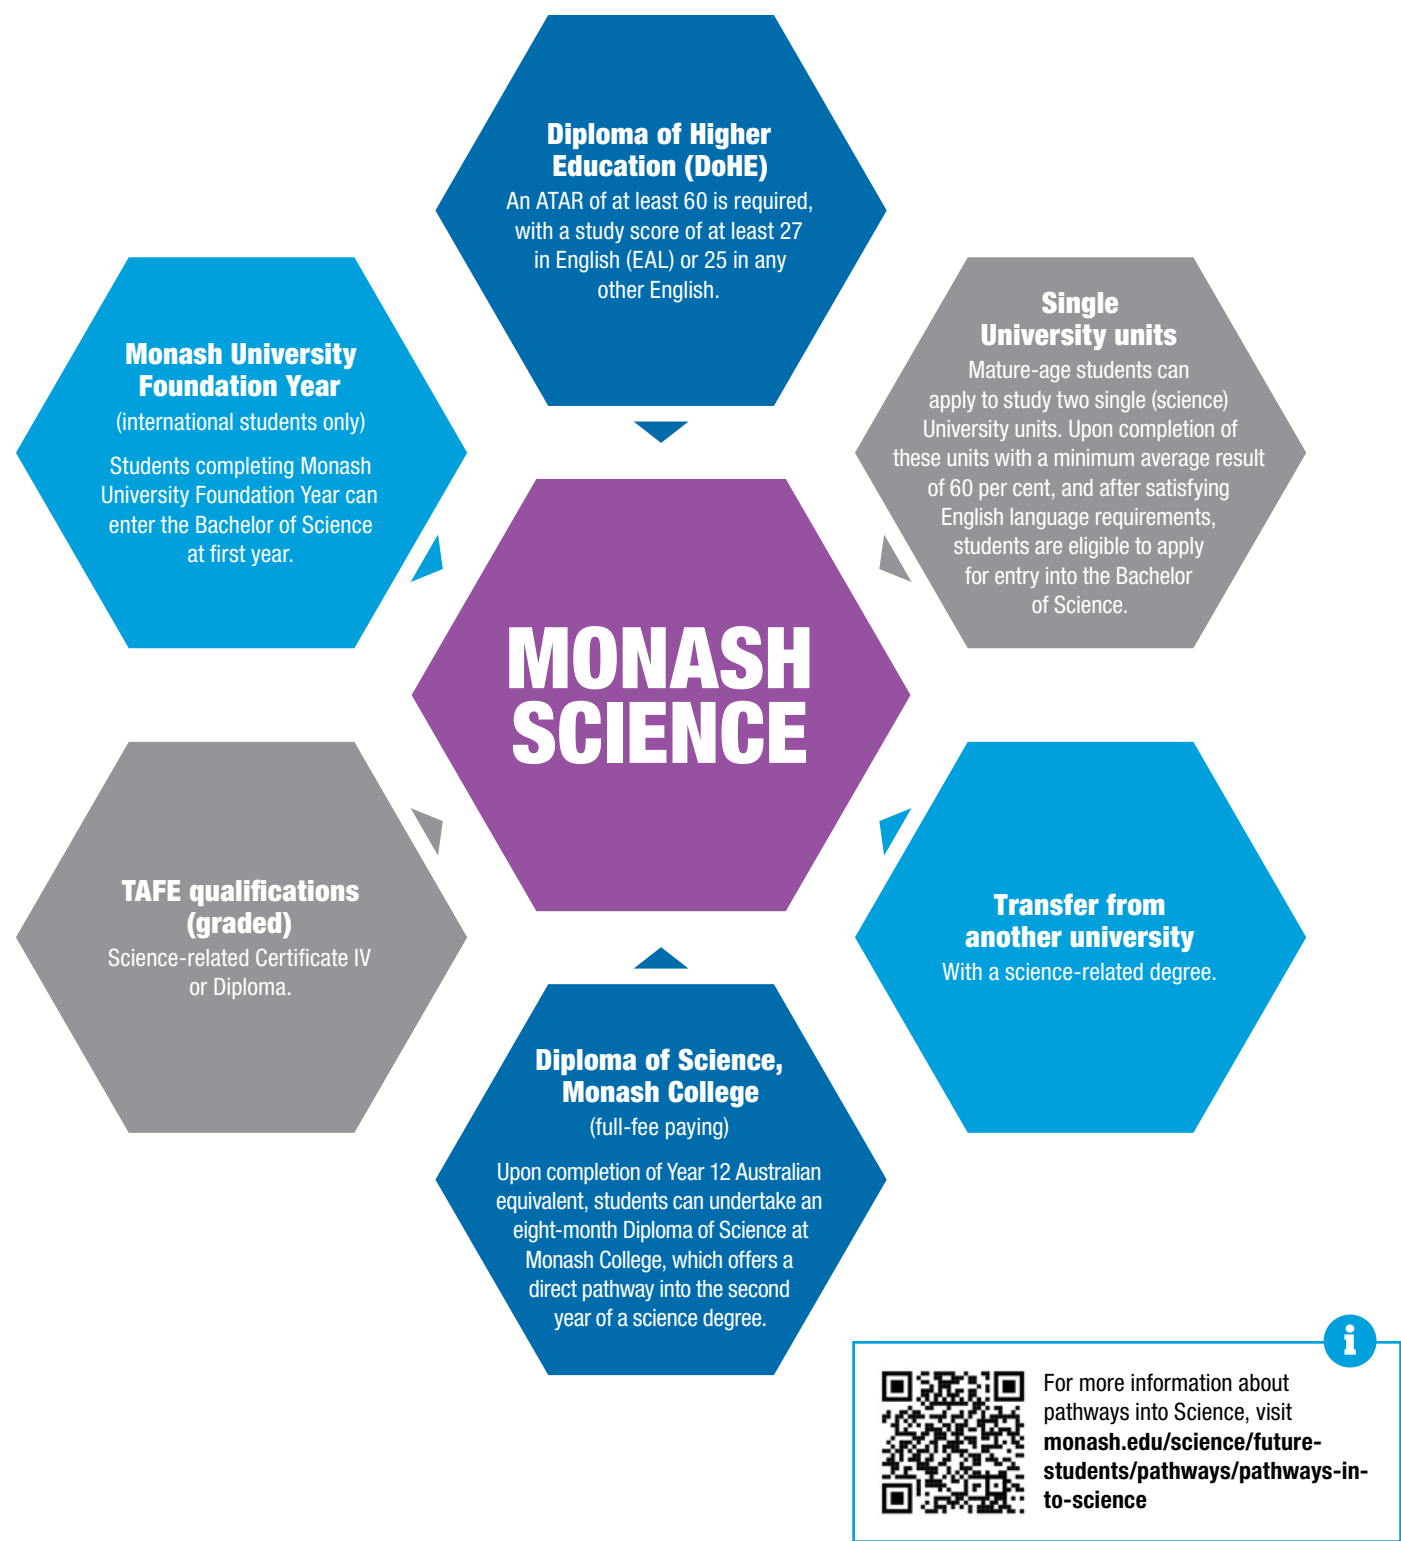 Diploma of Higher
Education (DoHE)
An ATAR of at least 60 is required,
with a study score of at least 27
in English (EAL) or 25 in any
other English.
Monash University
Foundation Year
(international students only)
Students completing Monash
University Foundation Year can
enter the Bachelor of Science
at first year.
Single
University units
Mature-age students can
apply to study two single (science)
University units. Upon completion of
these units with a minimum average result
of 60 per cent, and after satisfying
English language requirements,
students are eligible to apply
for entry into the Bachelor
of Science.
MONASH
SCIENCE
TAFE qualifications
(graded)
Science-related Certificate IV
or Diploma.
Transfer from
another university
With a science-related degree.
Diploma of Science,
Monash College
(full-fee paying)
Upon completion of Year 12 Australian
equivalent, students can undertake an
eight-month Diploma of Science at
Monash College, which offers a
direct pathway into the second
year of a science degree.
i
For more information about
pathways into Science, visit
monash.edu/science/future-
students/pathways/pathways-in-
to-science